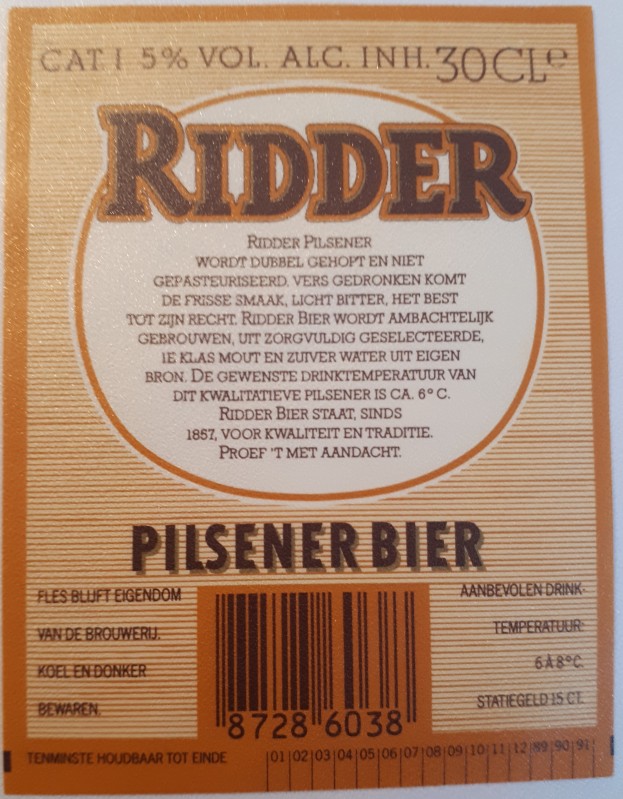 CAT. I 5% VOL. ALC. INH. 30CL℮
RIDDER
RIDDER PILSENER
WORDT DUBBEL GEHOPT EN NIET
GEPASTEURISEERD. VERS GEDRONKEN KOMT
DE FRISSE SMAAK, LICHT BITTER, HET BEST
TOT ZIJN RECHT. RIDDER BIER WORDT AMBACHTELIJK
GEBROUWEN, UIT ZORGVULDIG GESELECTEERDE,
1E KLAS MOUT EN ZUIVER WATER UIT EIGEN
BRON. DE GEWENSTE DRINKTEMPERATUUR VAN
DIT KWALITATIEVE PILSENER IS CA. 6° C.
RIDDER BIER STAAT, SINDS
1857, VOOR KWALITEIT EN TRADITIE.
PROEF 'T MET AANDACHT.
PILSENER BIER
FLES BLIJFT EIGENDOM
VAN DE BROUWERIJ.
KOEL EN DONKER
BEWAREN.
8728 6038
AANBEVOLEN DRINK-
TEMPERATUUR:
6 À 8°C.
STATIEGELD 15 CT.
TENMINSTE HOUDBAAR TOT EINDE 01 02 03 04 05 06 07 08 09 10 11 12 89 90 91